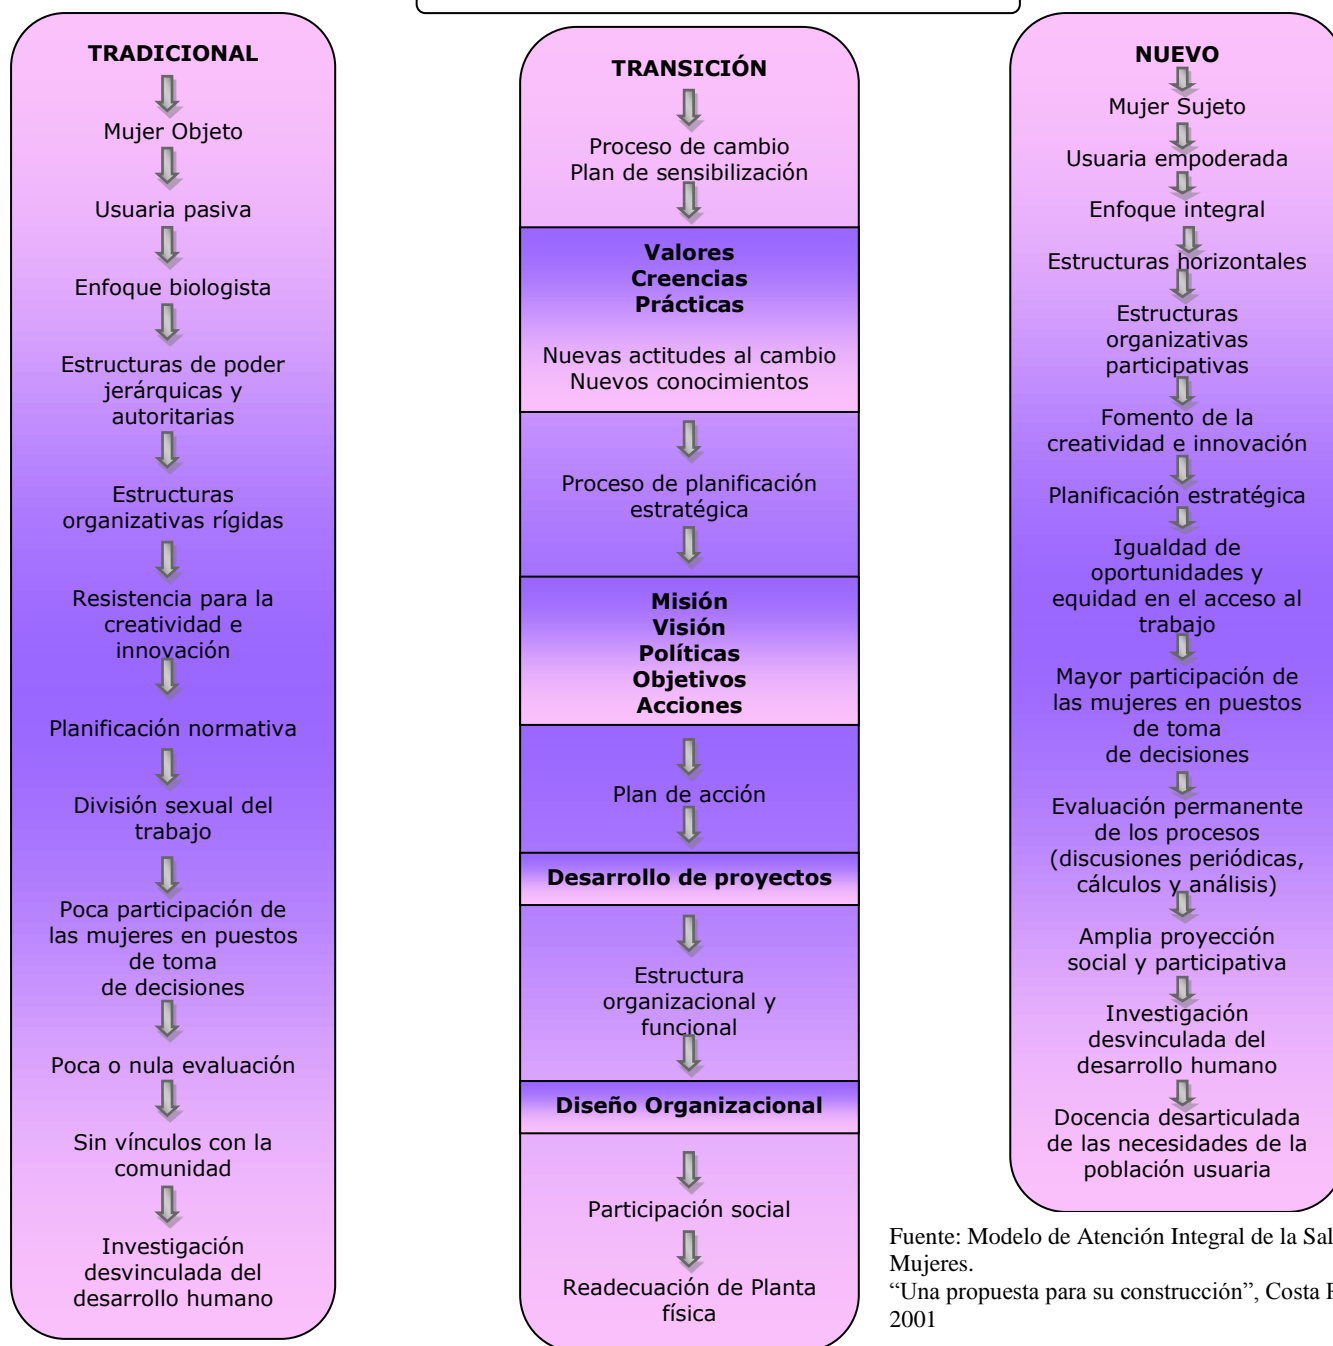 TRADICIONAL
Mujer Objeto
Usuaria pasiva
Enfoque biologista
Estructuras de poder
jerárquicas y
autoritarias
Estructuras
organizativas rígidas
Resistencia para la
creatividad e
innovación
Planificación normativa
División sexual del
trabajo
Poca participación de
las mujeres en puestos
de toma
de decisiones
Poca o nula evaluación
Sin vínculos con la
comunidad
Investigación
desvinculada del
desarrollo humano
TRANSICIÓN
Proceso de cambio
Plan de sensibilización
Valores
Creencias
Prácticas
Nuevas actitudes al cambio
Nuevos conocimientos
Proceso de planificación
estratégica
Misión
Visión
Políticas
Objetivos
Acciones
Plan de acción
Desarrollo de proyectos
Estructura
organizacional y
funcional
Diseño Organizacional
Participación social
Readecuación de Planta
física
NUEVO
Mujer Sujeto
Usuaria empoderada
Enfoque integral
Estructuras horizontales
Estructuras
organizativas
participativas
Fomento de la
creatividad e innovación
Planificación estratégica
Igualdad de
oportunidades y
equidad en el acceso al
trabajo
Mayor participación de
las mujeres en puestos
de toma
de decisiones
Evaluación permanente
de los procesos
(discusiones periódicas,
cálculos y análisis)
Amplia proyección
social y participativa
Investigación
desvinculada del
desarrollo humano
Docencia desarticulada
de las necesidades de la
población usuaria
Fuente: Modelo de Atención Integral de la
Mujeres.
“Una propuesta para su construcción”, Costa
2001